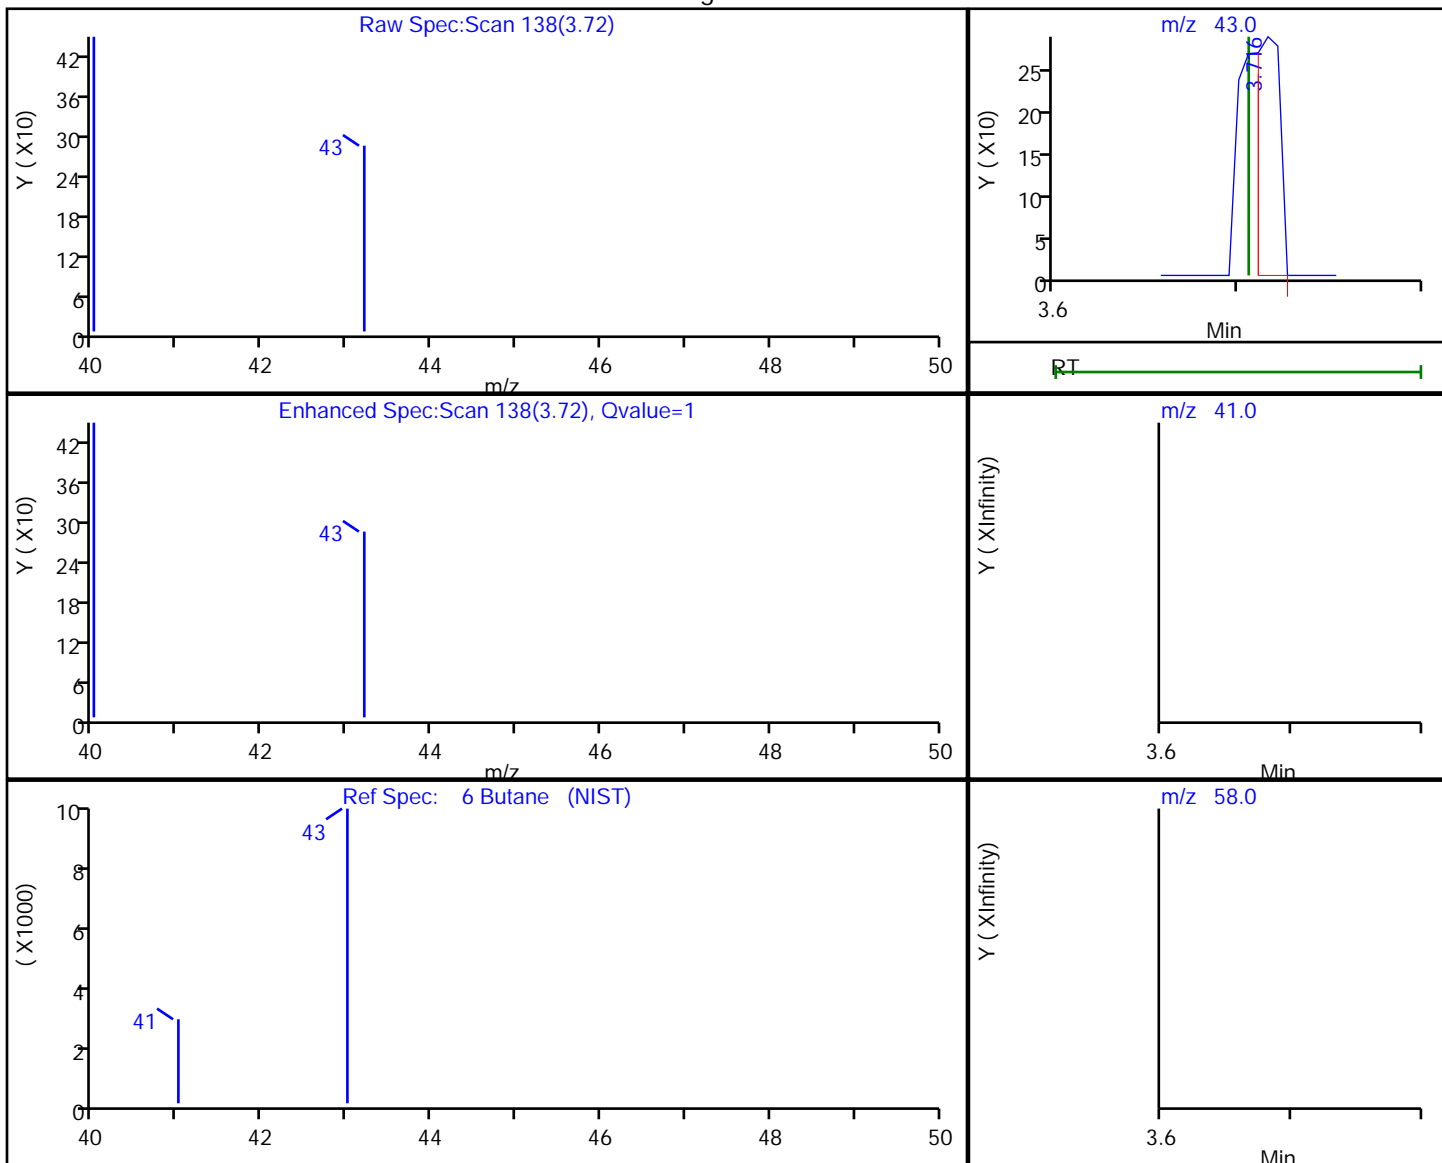 Raw Spec:Scan 138(3.72)
42
36
30
24
18
12
6
0
Y ( X10)
43
40 42 44 46 48 50
m/z
m/z 43.0
25
20
15
10
5
0
Y ( X10)
3.716
3.6
Min
RT
Enhanced Spec:Scan 138(3.72), Qvalue=1
42
36
30
24
18
12
6
0
Y ( X10)
43
40 42 44 46 48 50
m/z
m/z 41.0
Y ( XInfinity)
3.6
Min
Ref Spec: 6 Butane (NIST)
10
8
6
4
2
0
( X1000)
43
41
40 42 44 46 48 50
m/z 58.0
Y ( XInfinity)
3.6
Min